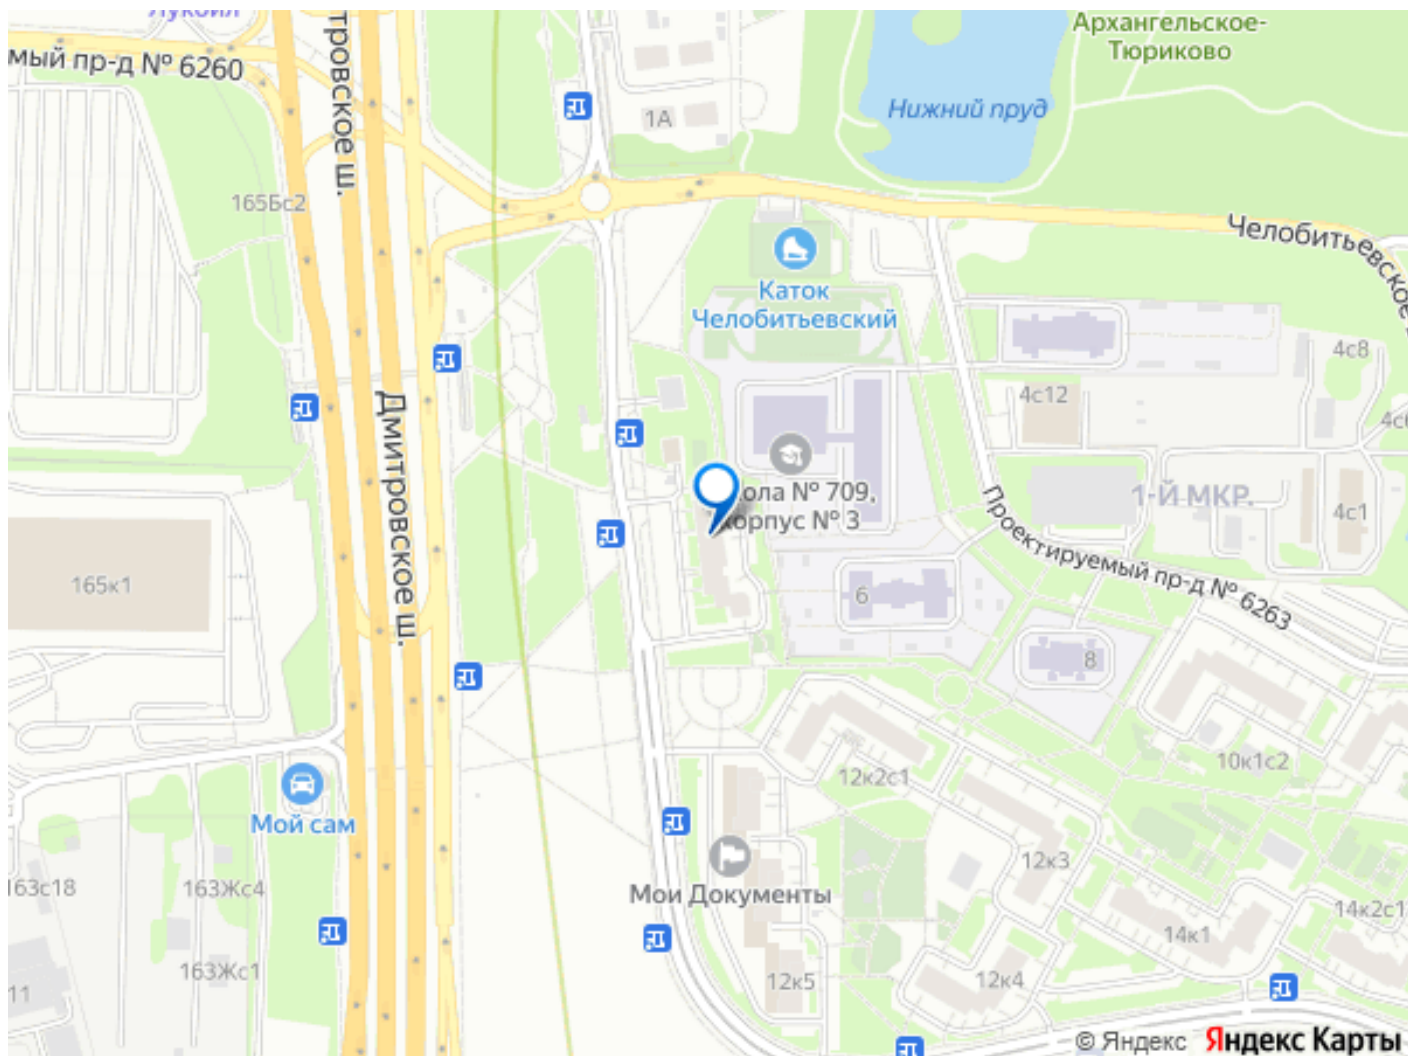 Лукойл
Архангельское-
Тюриково
мый пр-д № 6260
тровское ш.
Нижний пруд
1А
165Бс2
Челобитьевское
Каток
Челобитьевский
4с8
4с12
Дмитровское ш.
ола № 709,
корпус № 3
1-Й МКР.
4с1
Проектируемый пр-д № 6263
165к1
6
8
10к1с2
12к2с1
Мой сам
12к3
163с18
163Жс4
Мои Документы
14к2с1
14к1
163Жс1
12к5
12к4
11
© Яндекс Яндекс Карты